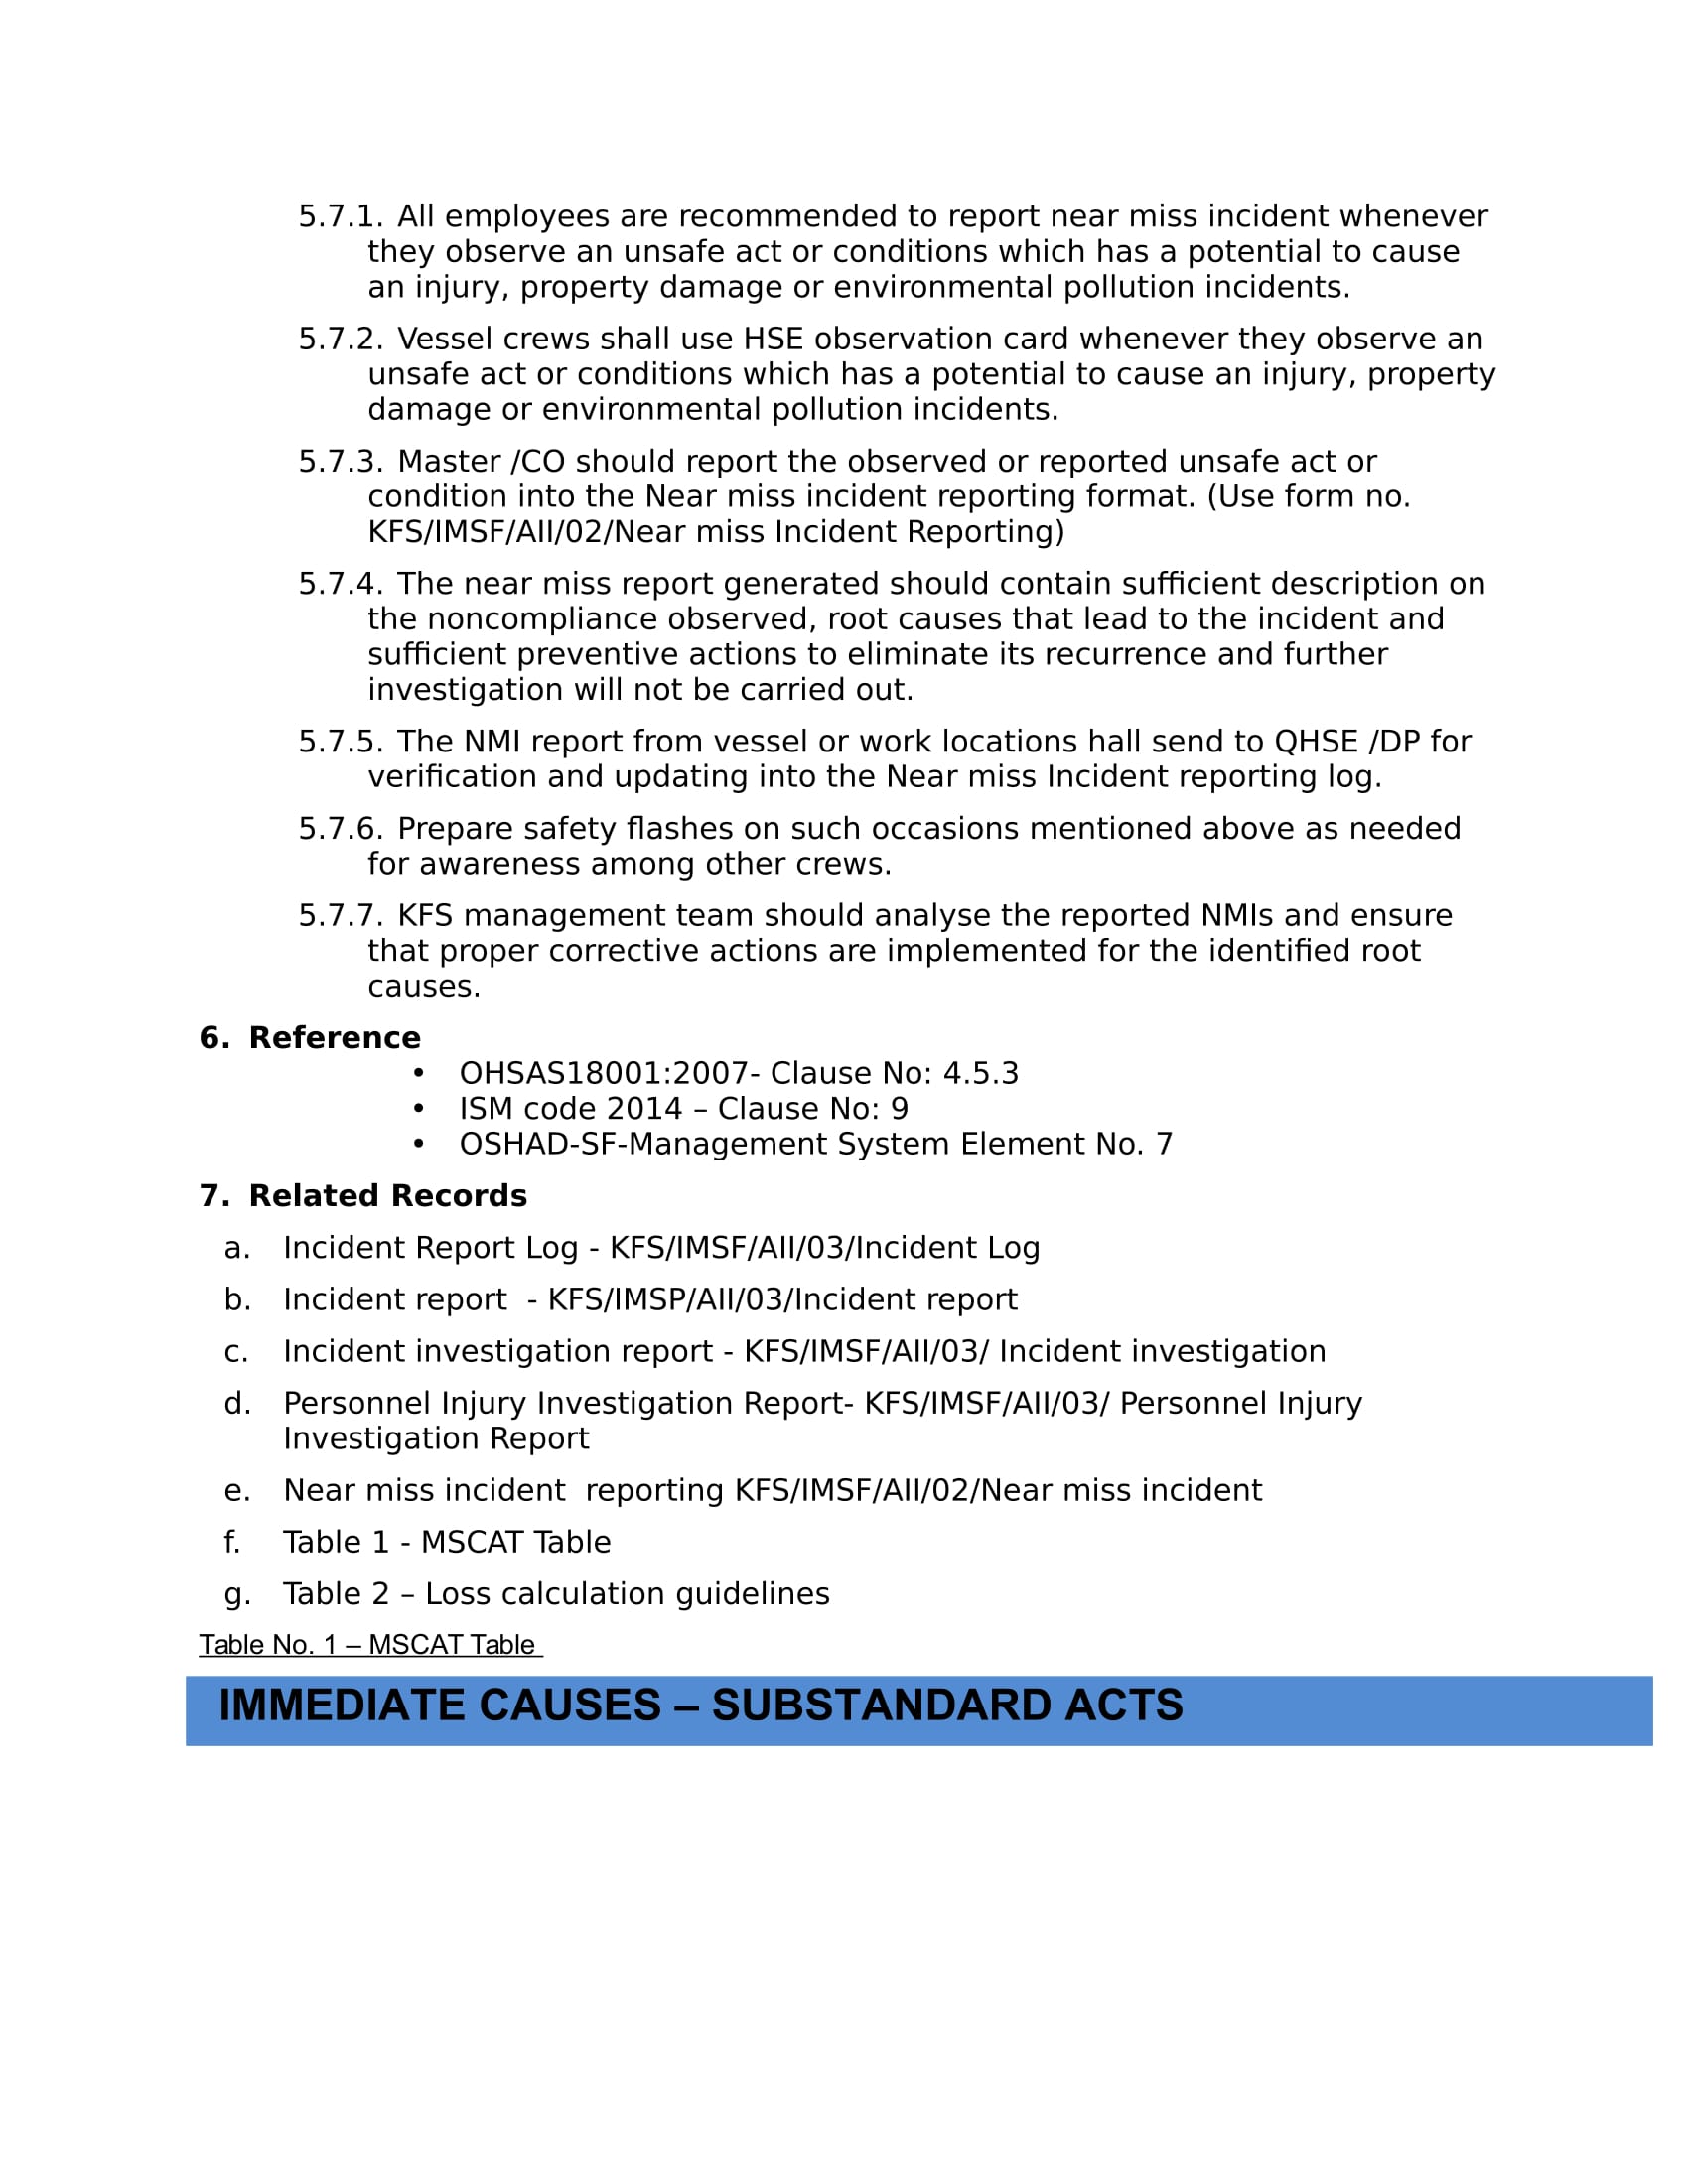 5.7.1. All employees are recommended to report near miss incident whenever
they observe an unsafe act or conditions which has a potential to cause
an injury, property damage or environmental pollution incidents.
5.7.2. Vessel crews shall use HSE observation card whenever they observe an
unsafe act or conditions which has a potential to cause an injury, property
damage or environmental pollution incidents.
5.7.3. Master /CO should report the observed or reported unsafe act or
condition into the Near miss incident reporting format. (Use form no.
KFS/IMSF/AII/02/Near miss Incident Reporting)
5.7.4. The near miss report generated should contain sufficient description on
the noncompliance observed, root causes that lead to the incident and
sufficient preventive actions to eliminate its recurrence and further
investigation will not be carried out.
5.7.5. The NMI report from vessel or work locations hall send to QHSE /DP for
verification and updating into the Near miss Incident reporting log.
5.7.6. Prepare safety flashes on such occasions mentioned above as needed
for awareness among other crews.
5.7.7. KFS management team should analyse the reported NMIs and ensure
that proper corrective actions are implemented for the identified root
causes.
6. Reference
• OHSAS18001:2007- Clause No: 4.5.3
• ISM code 2014 – Clause No: 9
• OSHAD-SF-Management System Element No. 7
7. Related Records
a. Incident Report Log - KFS/IMSF/AII/03/Incident Log
b. Incident report  - KFS/IMSP/AII/03/Incident report
c. Incident investigation report - KFS/IMSF/AII/03/ Incident investigation
d. Personnel Injury Investigation Report- KFS/IMSF/AII/03/ Personnel Injury
Investigation Report
e. Near miss incident  reporting KFS/IMSF/AII/02/Near miss incident
f. Table 1 - MSCAT Table
g. Table 2 – Loss calculation guidelines
Table No. 1 – MSCAT Table
IMMEDIATE CAUSES – SUBSTANDARD ACTS